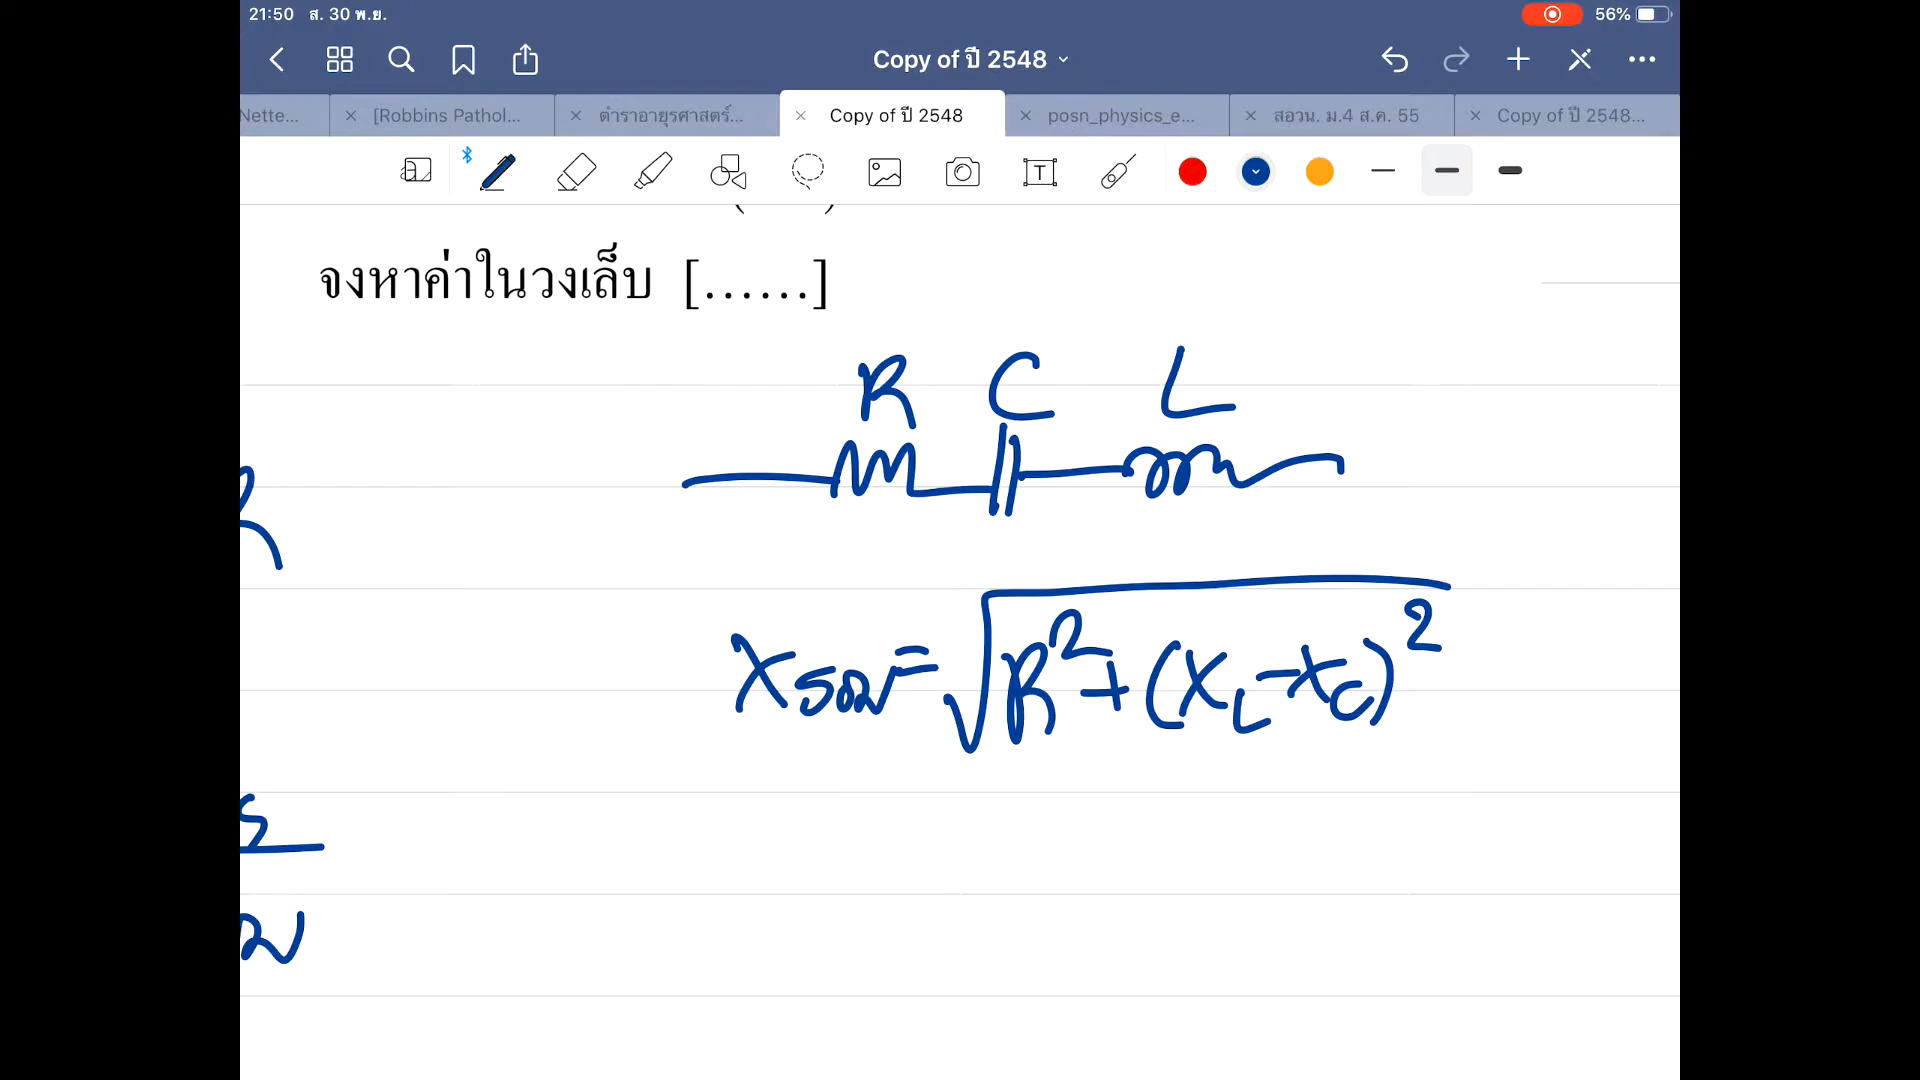 21:50 ส. 30 พ.ย.
56%
Copy of ปี 2548
Nette...
[Robbins Pathol...
ตำราอายุรศาสตร์...
Copy of ปี 2548
posn_physics_e...
สอวน. ม.4 ส.ค. 55
Copy of ปี 2548...
จงหาค่าในวงเล็บ [......]
R C L
R
X รวม = √R² + (X_L - X_C)²